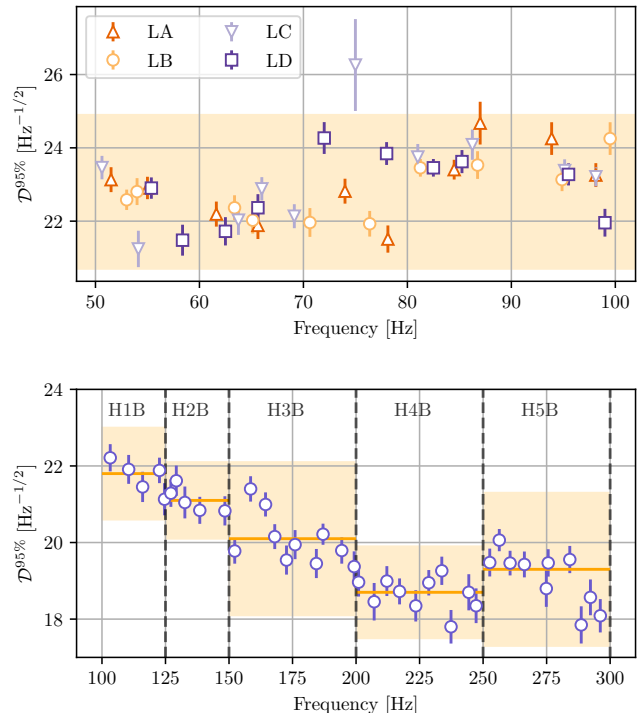 LA LC
LB LD
26
24
22
𝒟^95% [Hz^−1/2]
50 60 70 80 90 100
Frequency [Hz]
H1B H2B H3B H4B H5B
24
22
20
18
𝒟^95% [Hz^−1/2]
100 125 150 175 200 225 250 275 300
Frequency [Hz]